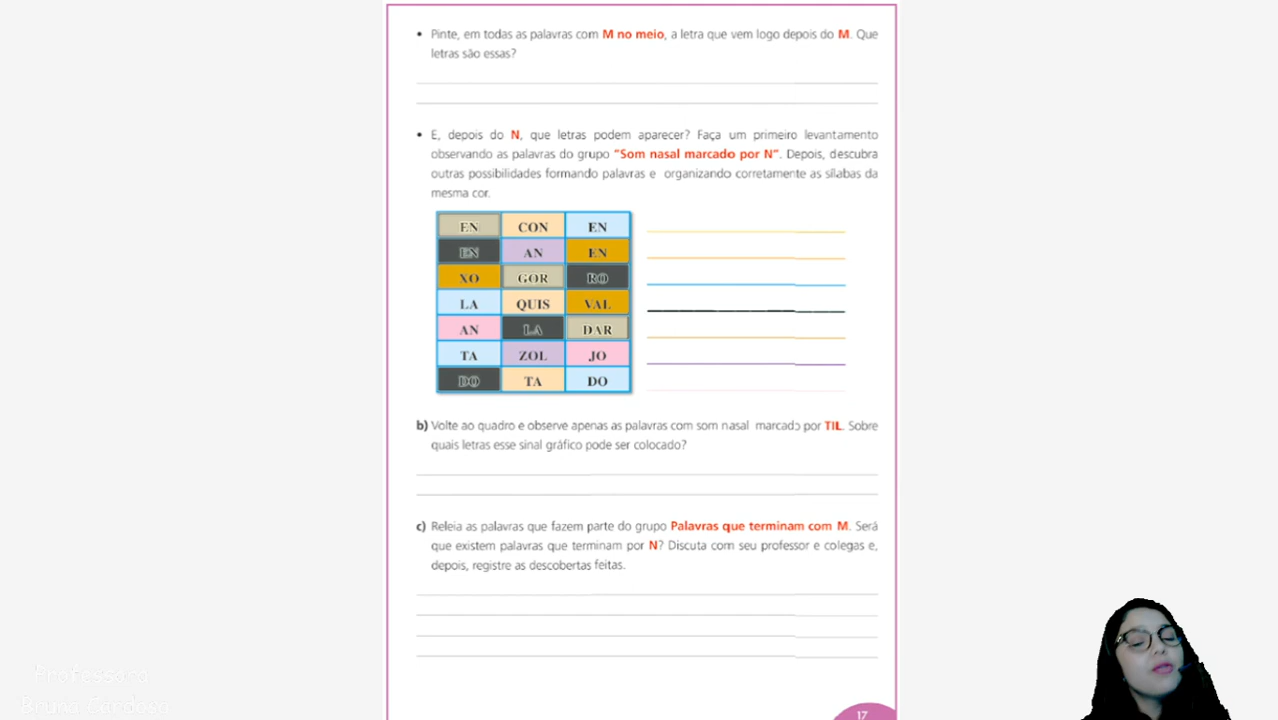 • Pinte, em todas as palavras com M no meio, a letra que vem logo depois do M. Que
letras são essas?
• E, depois do N, que letras podem aparecer? Faça um primeiro levantamento
observando as palavras do grupo "Som nasal marcado por N". Depois, descubra
outras possibilidades formando palavras e organizando corretamente as sílabas da
mesma cor.
EN CON EN
EN AN EN
XO GOR RO
LA QUIS VAL
AN LA DAR
TA ZOL JO
DO TA DO
b) Volte ao quadro e observe apenas as palavras com som nasal marcado por TIL. Sobre
quais letras esse sinal gráfico pode ser colocado?
c) Releia as palavras que fazem parte do grupo Palavras que terminam com M. Será
que existem palavras que terminam por N? Discuta com seu professor e colegas e,
depois, registre as descobertas feitas.
17
Professora
Bruna Cardoso